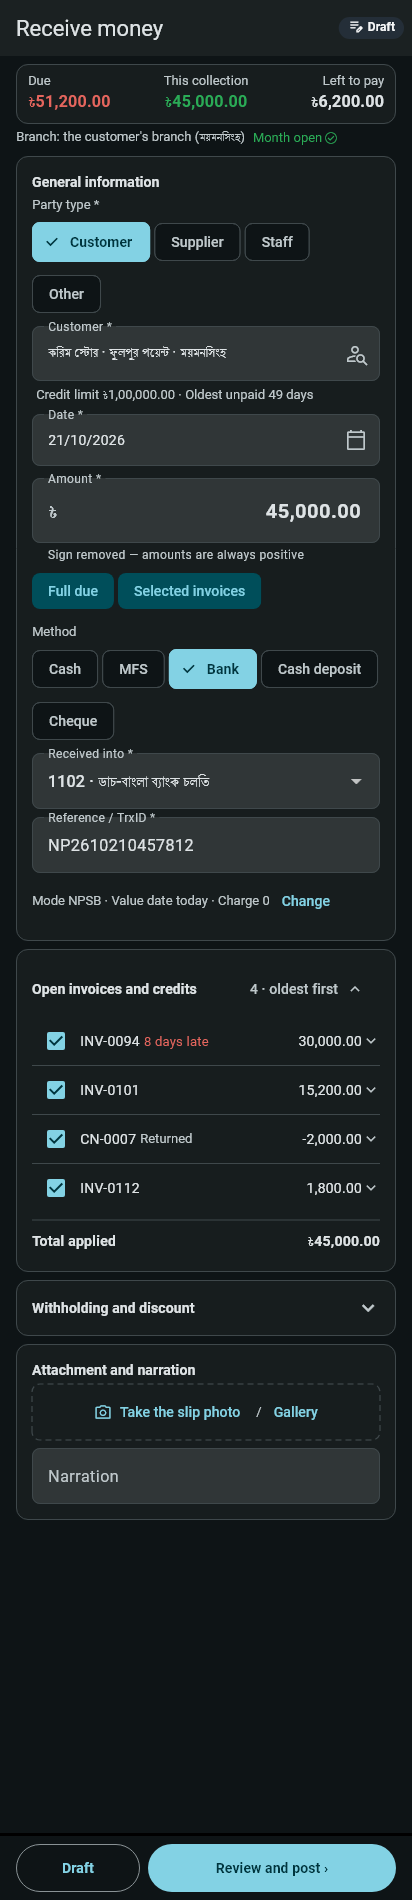 Receive money
Draft
Due
This collection
Left to pay
৳51,200.00
৳45,000.00
৳6,200.00
Branch: the customer's branch (ময়মনসিংহ) Month open
General information
Party type *
Customer
Supplier
Staff
Other
Customer *
করিম স্টোর · ফুলপুর পয়েন্ট · ময়মনসিংহ
Credit limit ৳1,00,000.00 · Oldest unpaid 49 days
Date *
21/10/2026
Amount *
৳ 45,000.00
Sign removed — amounts are always positive
Full due
Selected invoices
Method
Cash
MFS
Bank
Cash deposit
Cheque
Received into *
1102 · ডাচ-বাংলা ব্যাংক চলতি
Reference / TrxID *
NP2610210457812
Mode NPSB · Value date today · Charge 0 Change
Open invoices and credits 4 · oldest first
INV-0094 8 days late 30,000.00
INV-0101 15,200.00
CN-0007 Returned -2,000.00
INV-0112 1,800.00
Total applied ৳45,000.00
Withholding and discount
Attachment and narration
Take the slip photo / Gallery
Narration
Draft
Review and post ›